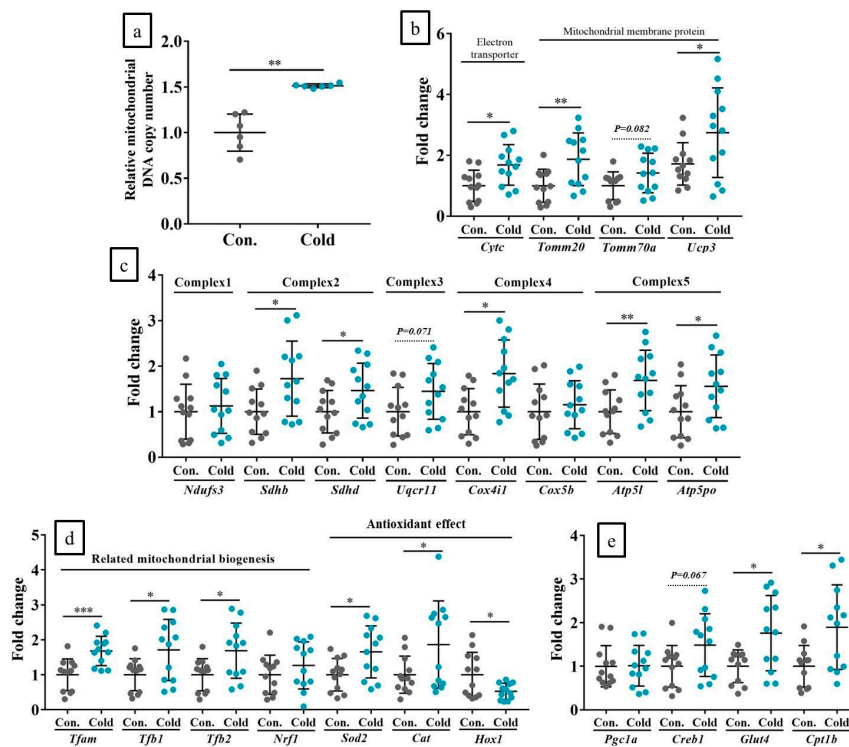 a
Relative mitochondrial
DNA copy number
2.0
1.5
1.0
0.5
0.0
**
Con. Cold
b
Electron
transporter
Mitochondrial membrane protein
Fold change
6
4
2
0
* ** P=0.082 *
Con. Cold Con. Cold Con. Cold Con. Cold
Cytc Tomm20 Tomm70a Ucp3
c
Complex1 Complex2 Complex3 Complex4 Complex5
Fold change
4
3
2
1
0
* * P=0.071 * ** *
Con. Cold Con. Cold Con. Cold Con. Cold Con. Cold Con. Cold Con. Cold Con. Cold
Ndufs3 Sdhb Sdhd Uqcr11 Cox4i1 Cox5b Atp5l Atp5po
d
Antioxidant effect
Related mitochondrial biogenesis
Fold change
5
4
3
2
1
0
*** * * * * *
Con. Cold Con. Cold Con. Cold Con. Cold Con. Cold Con. Cold Con. Cold
Tfam Tfb1 Tfb2 Nrf1 Sod2 Cat Hox1
e
Fold change
4
3
2
1
0
P=0.067 * *
Con. Cold Con. Cold Con. Cold Con. Cold
Pgc1a Creb1 Glut4 Cpt1b